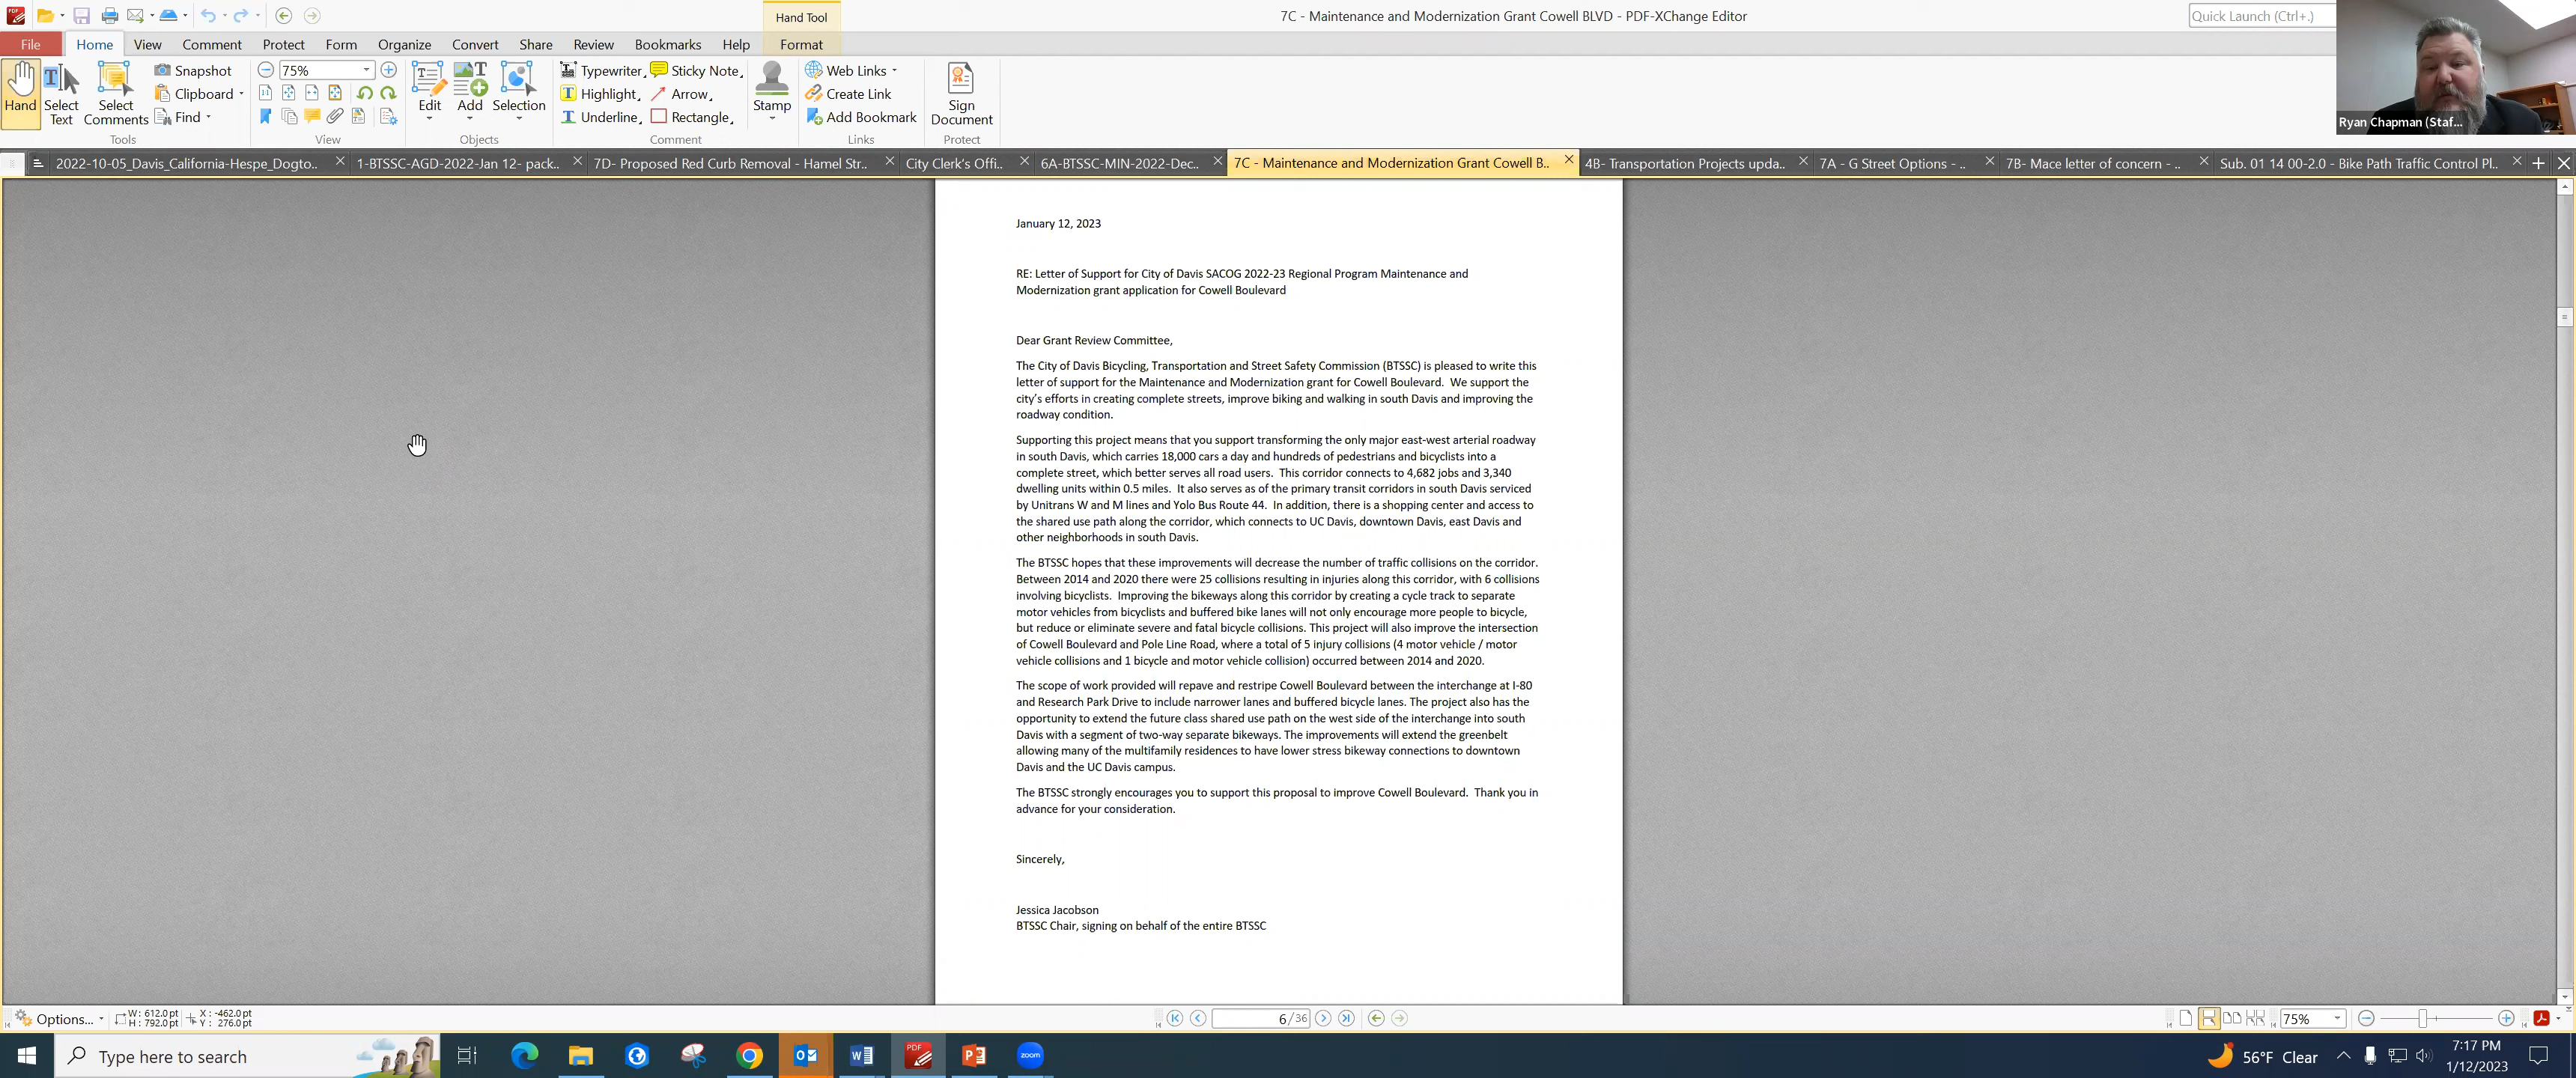 Hand Tool
7C - Maintenance and Modernization Grant Cowell BLVD - PDF-XChange Editor
Quick Launch (Ctrl+.)
File Home View Comment Protect Form Organize Convert Share Review Bookmarks Help Format
Hand
Select Text
Select Comments
Snapshot
Clipboard
Find
Tools
75%
View
Edit
Add
Selection
Objects
Typewriter
Highlight
Underline
Sticky Note
Arrow
Rectangle
Stamp
Comment
Web Links
Create Link
Add Bookmark
Links
Sign Document
Protect
Ryan Chapman (Staf...
2022-10-05_Davis_California-Hespe_Dogto..
1-BTSSC-AGD-2022-Jan 12- pack..
7D- Proposed Red Curb Removal - Hamel Str..
City Clerk's Offi..
6A-BTSSC-MIN-2022-Dec..
7C - Maintenance and Modernization Grant Cowell B..
4B- Transportation Projects upda..
7A - G Street Options - ..
7B- Mace letter of concern - ..
Sub. 01 14 00-2.0 - Bike Path Traffic Control Pl..
January 12, 2023
RE: Letter of Support for City of Davis SACOG 2022-23 Regional Program Maintenance and
Modernization grant application for Cowell Boulevard
Dear Grant Review Committee,
The City of Davis Bicycling, Transportation and Street Safety Commission (BTSSC) is pleased to write this
letter of support for the Maintenance and Modernization grant for Cowell Boulevard. We support the
city's efforts in creating complete streets, improve biking and walking in south Davis and improving the
roadway condition.
Supporting this project means that you support transforming the only major east-west arterial roadway
in south Davis, which carries 18,000 cars a day and hundreds of pedestrians and bicyclists into a
complete street, which better serves all road users. This corridor connects to 4,682 jobs and 3,340
dwelling units within 0.5 miles. It also serves as of the primary transit corridors in south Davis serviced
by Unitrans W and M lines and Yolo Bus Route 44. In addition, there is a shopping center and access to
the shared use path along the corridor, which connects to UC Davis, downtown Davis, east Davis and
other neighborhoods in south Davis.
The BTSSC hopes that these improvements will decrease the number of traffic collisions on the corridor.
Between 2014 and 2020 there were 25 collisions resulting in injuries along this corridor, with 6 collisions
involving bicyclists. Improving the bikeways along this corridor by creating a cycle track to separate
motor vehicles from bicyclists and buffered bike lanes will not only encourage more people to bicycle,
but reduce or eliminate severe and fatal bicycle collisions. This project will also improve the intersection
of Cowell Boulevard and Pole Line Road, where a total of 5 injury collisions (4 motor vehicle / motor
vehicle collisions and 1 bicycle and motor vehicle collision) occurred between 2014 and 2020.
The scope of work provided will repave and restripe Cowell Boulevard between the interchange at I-80
and Research Park Drive to include narrower lanes and buffered bicycle lanes. The project also has the
opportunity to extend the future class shared use path on the west side of the interchange into south
Davis with a segment of two-way separate bikeways. The improvements will extend the greenbelt
allowing many of the multifamily residences to have lower stress bikeway connections to downtown
Davis and the UC Davis campus.
The BTSSC strongly encourages you to support this proposal to improve Cowell Boulevard. Thank you in
advance for your consideration.
Sincerely,
Jessica Jacobson
BTSSC Chair, signing on behalf of the entire BTSSC
Options...
W: 612.0pt
H: 792.0pt
X: -462.0pt
Y: 276.0pt
6/36
75%
Type here to search
zoom
56°F Clear
7:17 PM
1/12/2023